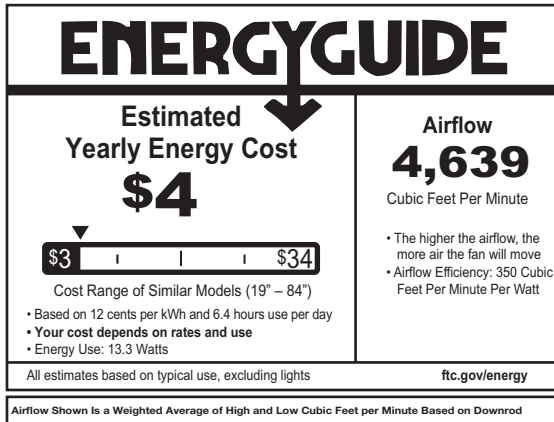 ENERGYGUIDE
Estimated
Yearly Energy Cost
$4
$3
$34
Cost Range of Similar Models (19” – 84”)
• Based on 12 cents per kWh and 6.4 hours use per day
• Your cost depends on rates and use
• Energy Use: 13.3 Watts
Airflow
4,639
Cubic Feet Per Minute
• The higher the airflow, the
more air the fan will move
• Airflow Efficiency: 350 Cubic
Feet Per Minute Per Watt
All estimates based on typical use, excluding lights
ftc.gov/energy
Airflow Shown Is a Weighted Average of High and Low Cubic Feet per Minute Based on Downrod